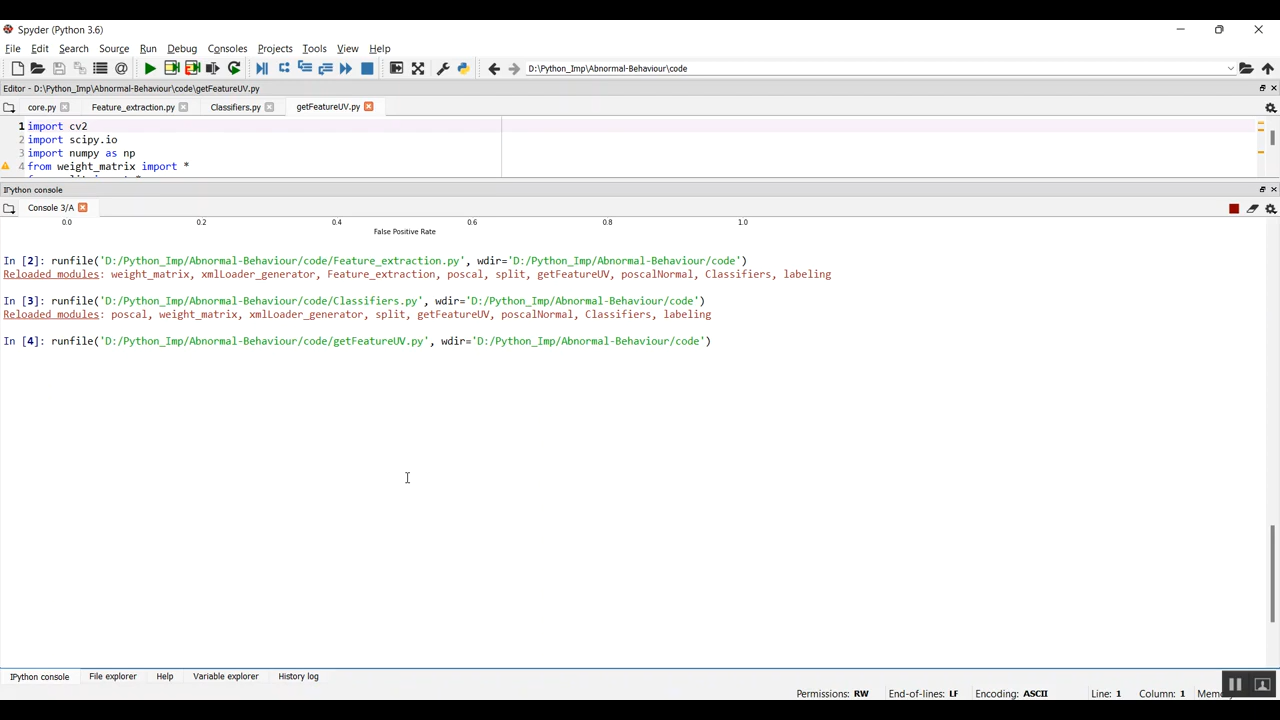 Spyder (Python 3.6)
File Edit Search Source Run Debug Consoles Projects Tools View Help
D:\Python_Imp\Abnormal-Behaviour\code
Editor - D:\Python_Imp\Abnormal-Behaviour\code\getFeatureUV.py
core.py Feature_extraction.py Classifiers.py getFeatureUV.py
1 import cv2
2 import scipy.io
3 import numpy as np
4 from weight_matrix import *
IPython console
Console 3/A
0.0 0.2 0.4 0.6 0.8 1.0
False Positive Rate
In [2]: runfile('D:/Python_Imp/Abnormal-Behaviour/code/Feature_extraction.py', wdir='D:/Python_Imp/Abnormal-Behaviour/code')
Reloaded modules: weight_matrix, xmlLoader_generator, Feature_extraction, poscal, split, getFeatureUV, poscalNormal, Classifiers, labeling
In [3]: runfile('D:/Python_Imp/Abnormal-Behaviour/code/Classifiers.py', wdir='D:/Python_Imp/Abnormal-Behaviour/code')
Reloaded modules: poscal, weight_matrix, xmlLoader_generator, split, getFeatureUV, poscalNormal, Classifiers, labeling
In [4]: runfile('D:/Python_Imp/Abnormal-Behaviour/code/getFeatureUV.py', wdir='D:/Python_Imp/Abnormal-Behaviour/code')
IPython console File explorer Help Variable explorer History log
Permissions: RW End-of-lines: LF Encoding: ASCII Line: 1 Column: 1